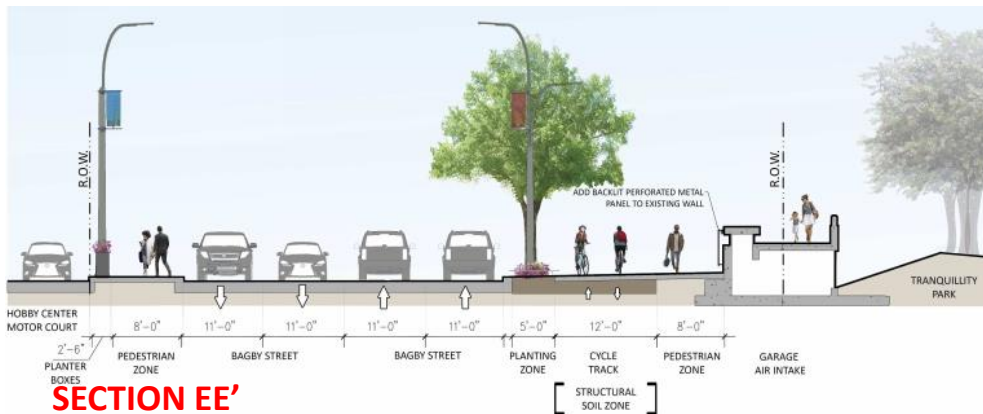 R.O.W.
R.O.W.
ADD BACKLIT PERFORATED METAL
PANEL TO EXISTING WALL
TRANQUILLITY
PARK
HOBBY CENTER
MOTOR COURT
8'-0" 11'-0" 11'-0" 11'-0" 11'-0" 5'-0" 12'-0" 8'-0"
2'-6"
PLANTER
BOXES
PEDESTRIAN
ZONE
BAGBY STREET
BAGBY STREET
PLANTING
ZONE
CYCLE
TRACK
PEDESTRIAN
ZONE
GARAGE
AIR INTAKE
STRUCTURAL
SOIL ZONE
SECTION EE’